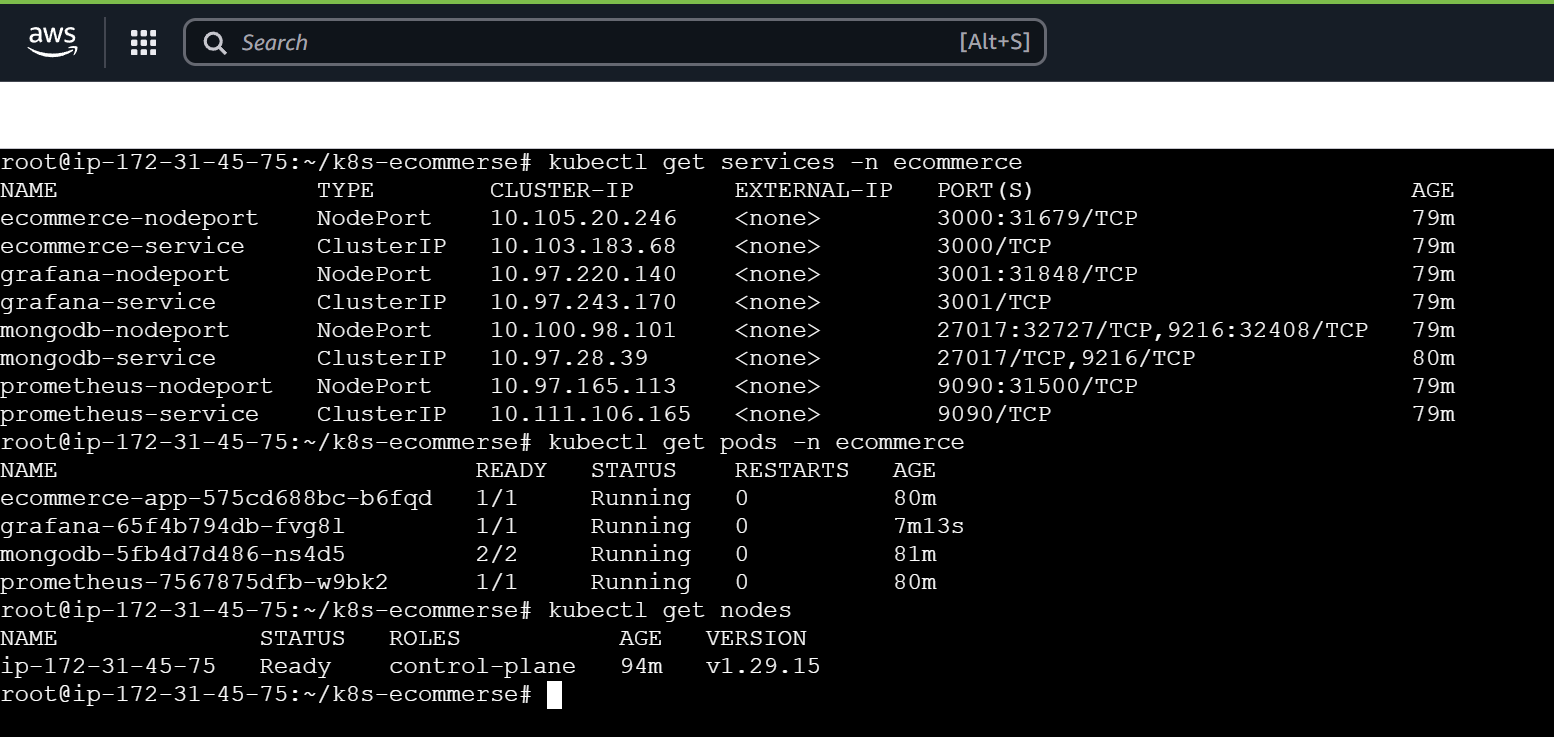 aws
Search [Alt+S]
root@ip-172-31-45-75:~/k8s-ecommerse# kubectl get services -n ecommerce
NAME TYPE CLUSTER-IP EXTERNAL-IP PORT(S) AGE
ecommerce-nodeport NodePort 10.105.20.246 <none> 3000:31679/TCP 79m
ecommerce-service ClusterIP 10.103.183.68 <none> 3000/TCP 79m
grafana-nodeport NodePort 10.97.220.140 <none> 3001:31848/TCP 79m
grafana-service ClusterIP 10.97.243.170 <none> 3001/TCP 79m
mongodb-nodeport NodePort 10.100.98.101 <none> 27017:32727/TCP,9216:32408/TCP 79m
mongodb-service ClusterIP 10.97.28.39 <none> 27017/TCP,9216/TCP 80m
prometheus-nodeport NodePort 10.97.165.113 <none> 9090:31500/TCP 79m
prometheus-service ClusterIP 10.111.106.165 <none> 9090/TCP 79m
root@ip-172-31-45-75:~/k8s-ecommerse# kubectl get pods -n ecommerce
NAME READY STATUS RESTARTS AGE
ecommerce-app-575cd688bc-b6fqd 1/1 Running 0 80m
grafana-65f4b794db-fvg8l 1/1 Running 0 7m13s
mongodb-5fb4d7d486-ns4d5 2/2 Running 0 81m
prometheus-7567875dfb-w9bk2 1/1 Running 0 80m
root@ip-172-31-45-75:~/k8s-ecommerse# kubectl get nodes
NAME STATUS ROLES AGE VERSION
ip-172-31-45-75 Ready control-plane 94m v1.29.15
root@ip-172-31-45-75:~/k8s-ecommerse#